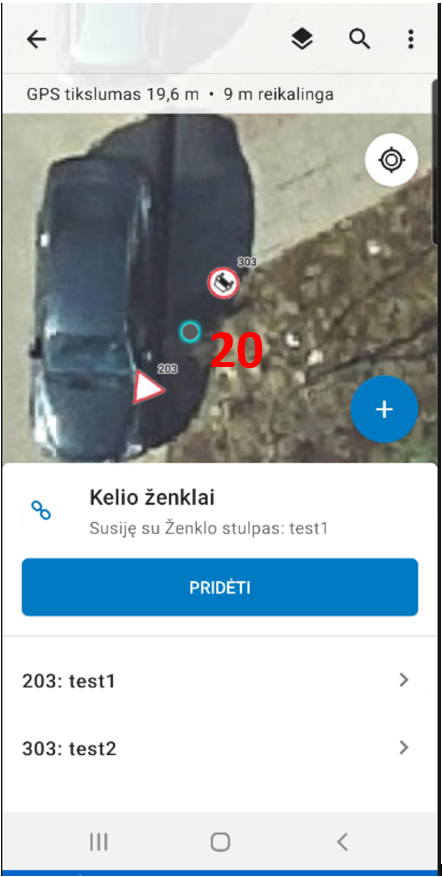 GPS tikslumas 19,6 m • 9 m reikalinga
303
20
203
Kelio ženklai
Susiję su Ženklo stulpas: test1
PRIDĖTI
203: test1
303: test2